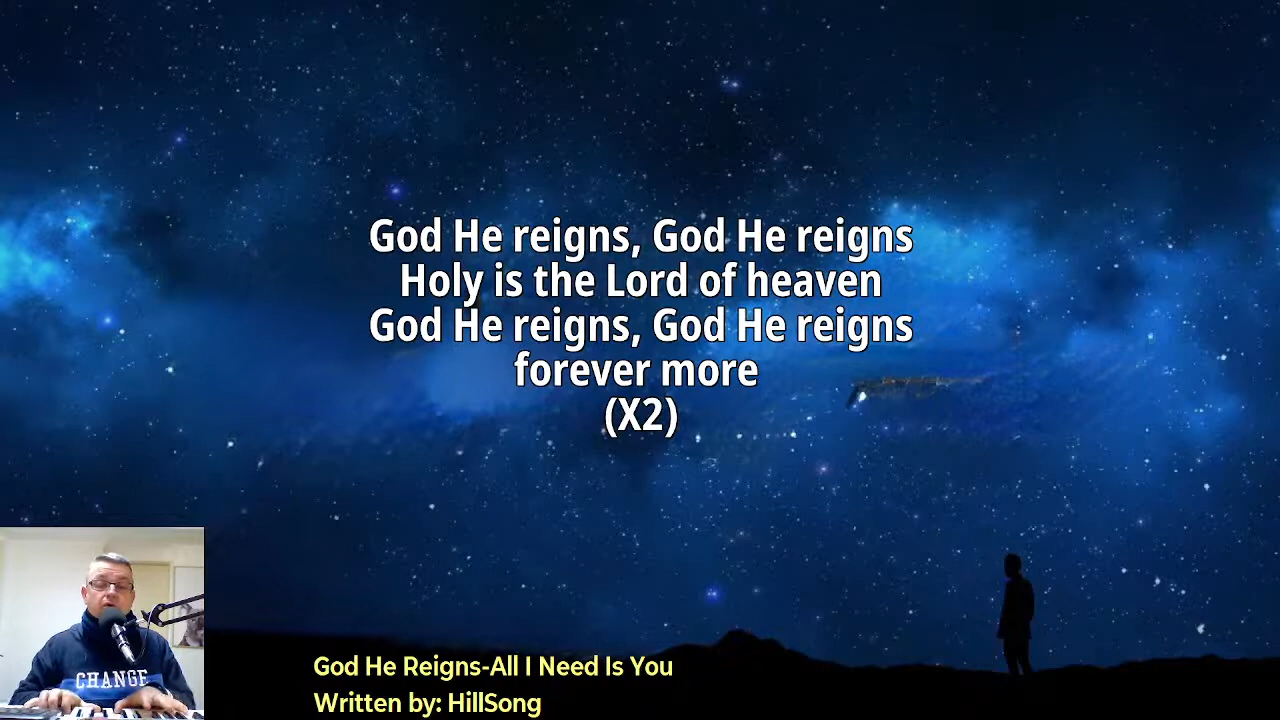 God He reigns, God He reigns
Holy is the Lord of heaven
God He reigns, God He reigns
forever more
(X2)
CHANGE
God He Reigns-All I Need Is You
Written by: HillSong